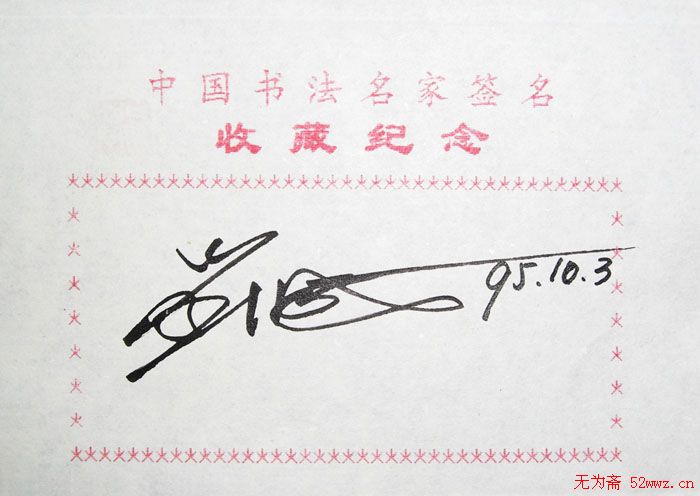 中国书法名家签名
收藏纪念
95.10.3
无为斋 52wwz.cn